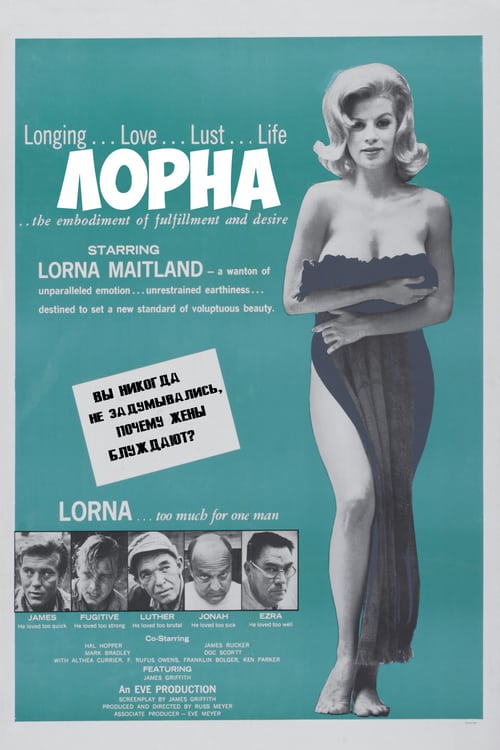 Longing . . . Love . . . Lust . . . Life
ЛОРНА
. . the embodiment of fulfillment and desire
STARRING
LORNA MAITLAND – a wanton of
unparalleled emotion . . . unrestrained earthiness . . .
destined to set a new standard of voluptuous beauty.
ВЫ НИКОГДА
НЕ ЗАДУМЫВАЛИСЬ,
ПОЧЕМУ ЖЕНЫ
БЛУЖДАЮТ?
LORNA . . . too much for one man
JAMES FUGITIVE LUTHER JONAH EZRA
He loved too quick He loved too strong He loved too brutal He loved too sick He loved too well
Co-Starring
HAL HOPPER JAMES RUCKER
MARK BRADLEY DOC SCORTT
WITH ALTHEA CURRIER, F. RUFUS OWENS, FRANKLIN BOLGER, KEN PARKER
FEATURING
JAMES GRIFFITH
An EVE PRODUCTION
SCREENPLAY BY JAMES GRIFFITH
PRODUCED AND DIRECTED BY RUSS MEYER
ASSOCIATE PRODUCER – EVE MEYER